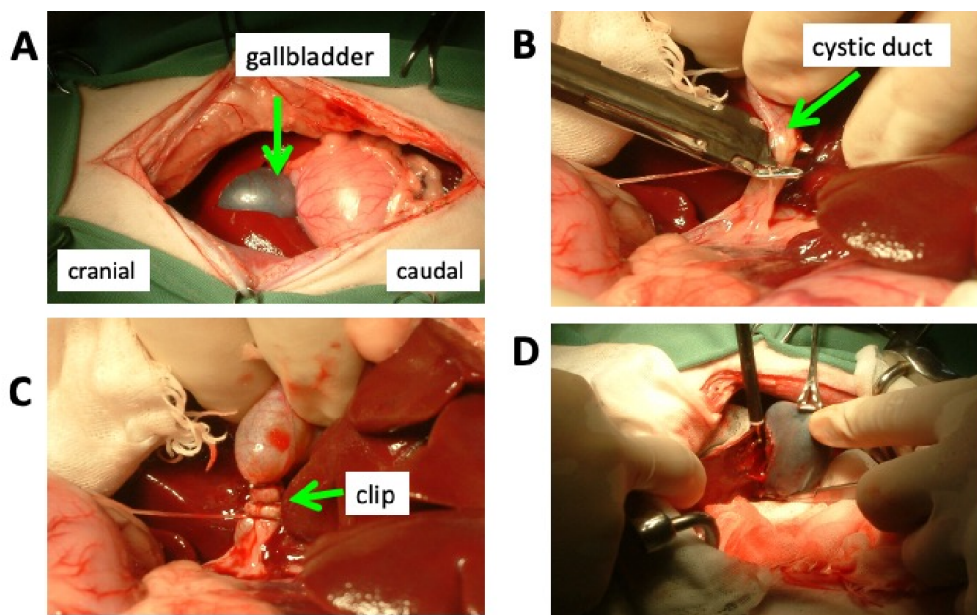 A
gallbladder
cranial
caudal
B
cystic duct
C
clip
D